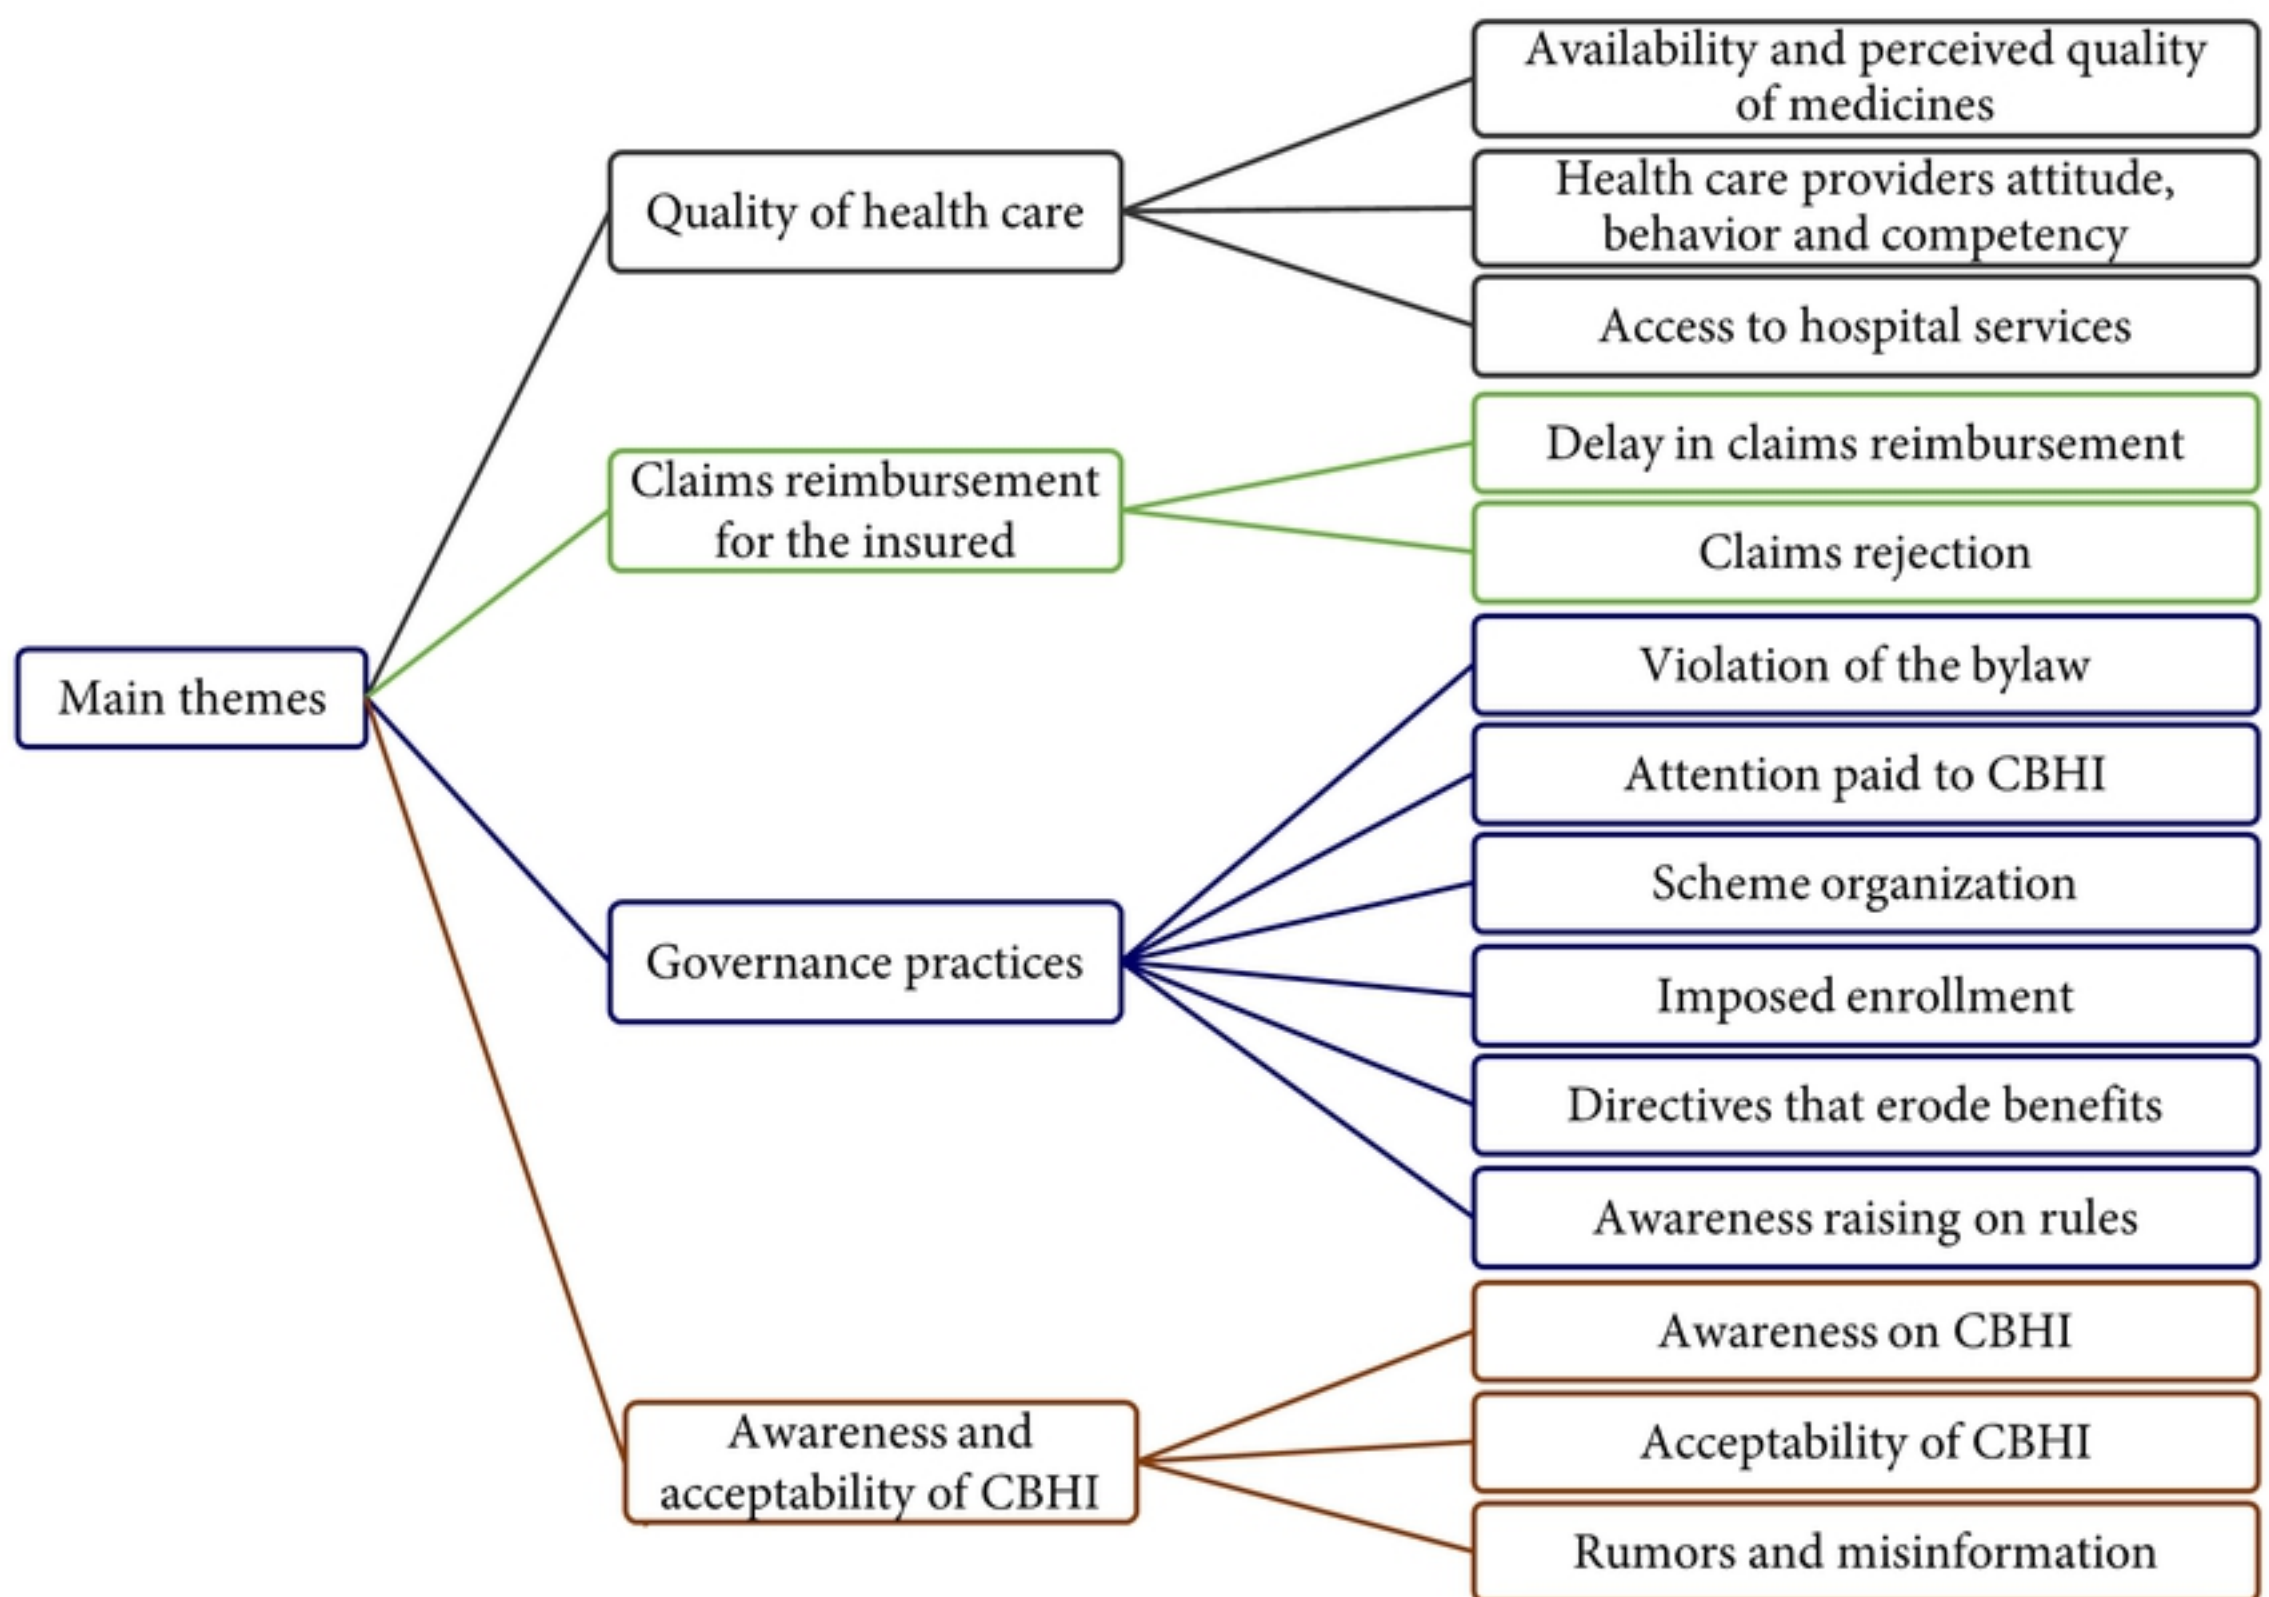 Main themes
Quality of health care
Availability and perceived quality
of medicines
Health care providers attitude,
behavior and competency
Access to hospital services
Claims reimbursement
for the insured
Delay in claims reimbursement
Claims rejection
Governance practices
Violation of the bylaw
Attention paid to CBHI
Scheme organization
Imposed enrollment
Directives that erode benefits
Awareness raising on rules
Awareness and
acceptability of CBHI
Awareness on CBHI
Acceptability of CBHI
Rumors and misinformation